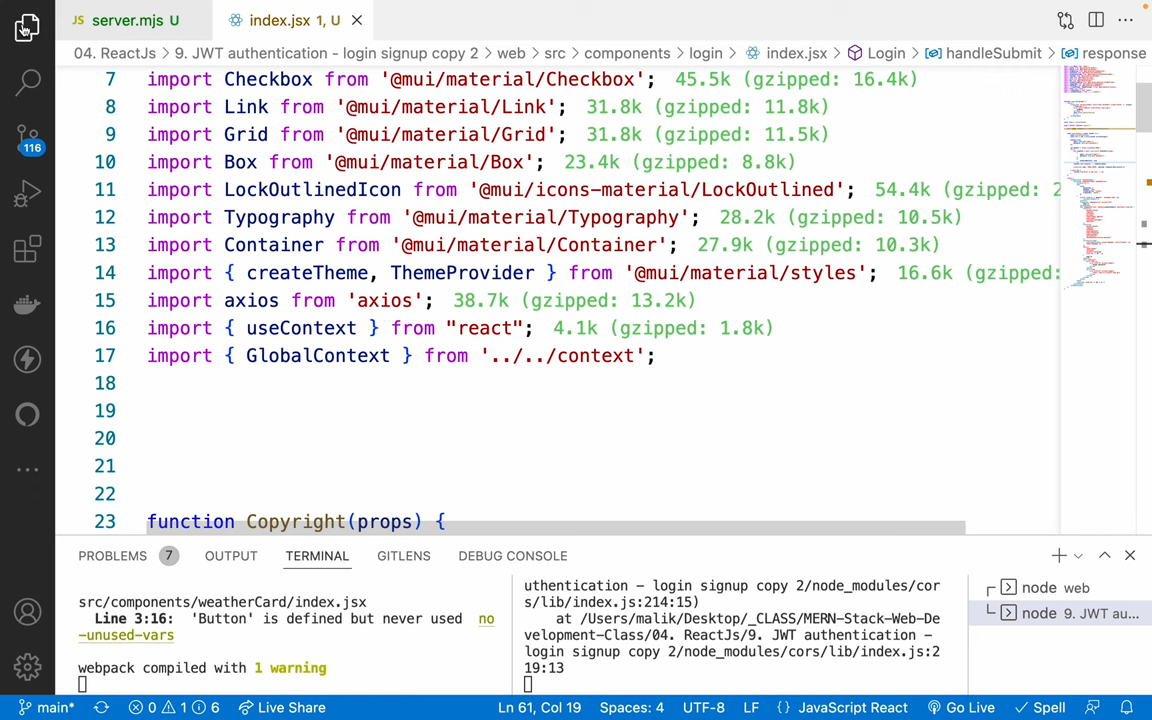 JS server.mjs U
index.jsx 1, U
04. ReactJs > 9. JWT authentication - login signup copy 2 > web > src > components > login > index.jsx > Login > handleSubmit > response
7 import Checkbox from '@mui/material/Checkbox'; 45.5k (gzipped: 16.4k)
8 import Link from '@mui/material/Link'; 31.8k (gzipped: 11.8k)
9 import Grid from '@mui/material/Grid'; 31.8k (gzipped: 11.5k)
10 import Box from '@mui/material/Box'; 23.4k (gzipped: 8.8k)
11 import LockOutlinedIcon from '@mui/icons-material/LockOutlined'; 54.4k (gzipped: 2
12 import Typography from '@mui/material/Typography'; 28.2k (gzipped: 10.5k)
13 import Container from '@mui/material/Container'; 27.9k (gzipped: 10.3k)
14 import { createTheme, ThemeProvider } from '@mui/material/styles'; 16.6k (gzipped:
15 import axios from 'axios'; 38.7k (gzipped: 13.2k)
16 import { useContext } from "react"; 4.1k (gzipped: 1.8k)
17 import { GlobalContext } from '../../context';
18
19
20
21
22
23 function Copyright(props) {
116
PROBLEMS 7 OUTPUT TERMINAL GITLENS DEBUG CONSOLE
src/components/weatherCard/index.jsx
Line 3:16: 'Button' is defined but never used no
-unused-vars
webpack compiled with 1 warning
uthentication - login signup copy 2/node_modules/cor
s/lib/index.js:214:15)
at /Users/malik/Desktop/_CLASS/MERN-Stack-Web-De
velopment-Class/04. ReactJs/9. JWT authentication -
login signup copy 2/node_modules/cors/lib/index.js:2
19:13
node web
node 9. JWT au...
main* 0 1 6 Live Share Ln 61, Col 19 Spaces: 4 UTF-8 LF {} JavaScript React Go Live Spell